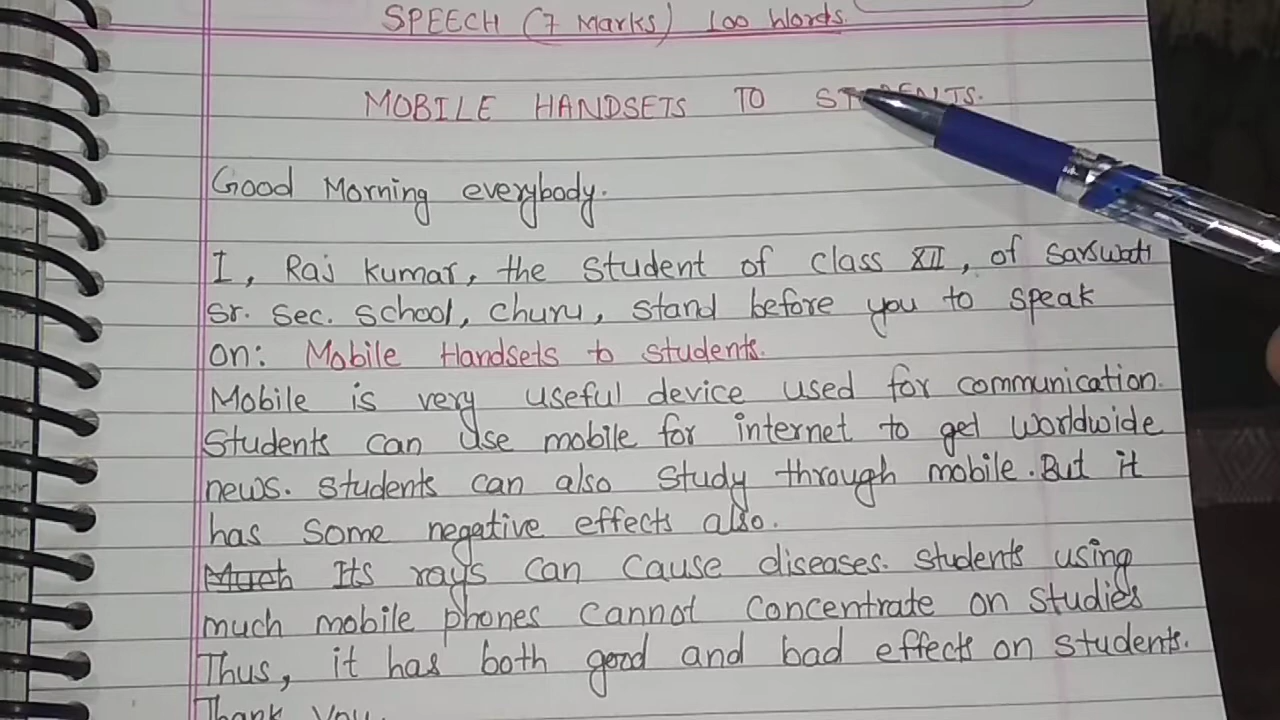 SPEECH (7 Marks) 100 Words.
MOBILE HANDSETS TO STUDENTS.
Good Morning everybody.
I, Raj Kumar, the student of class XII, of Sarswati
Sr. Sec. School, Churu, stand before you to speak
on: Mobile Handsets to students.
Mobile is very useful device used for communication.
Students can use mobile for internet to get worldwide
news. Students can also study through mobile. But it
has some negative effects also.
Much Its rays can cause diseases. Students using
much mobile phones cannot concentrate on studies
Thus, it has both good and bad effects on students.
Thank you.